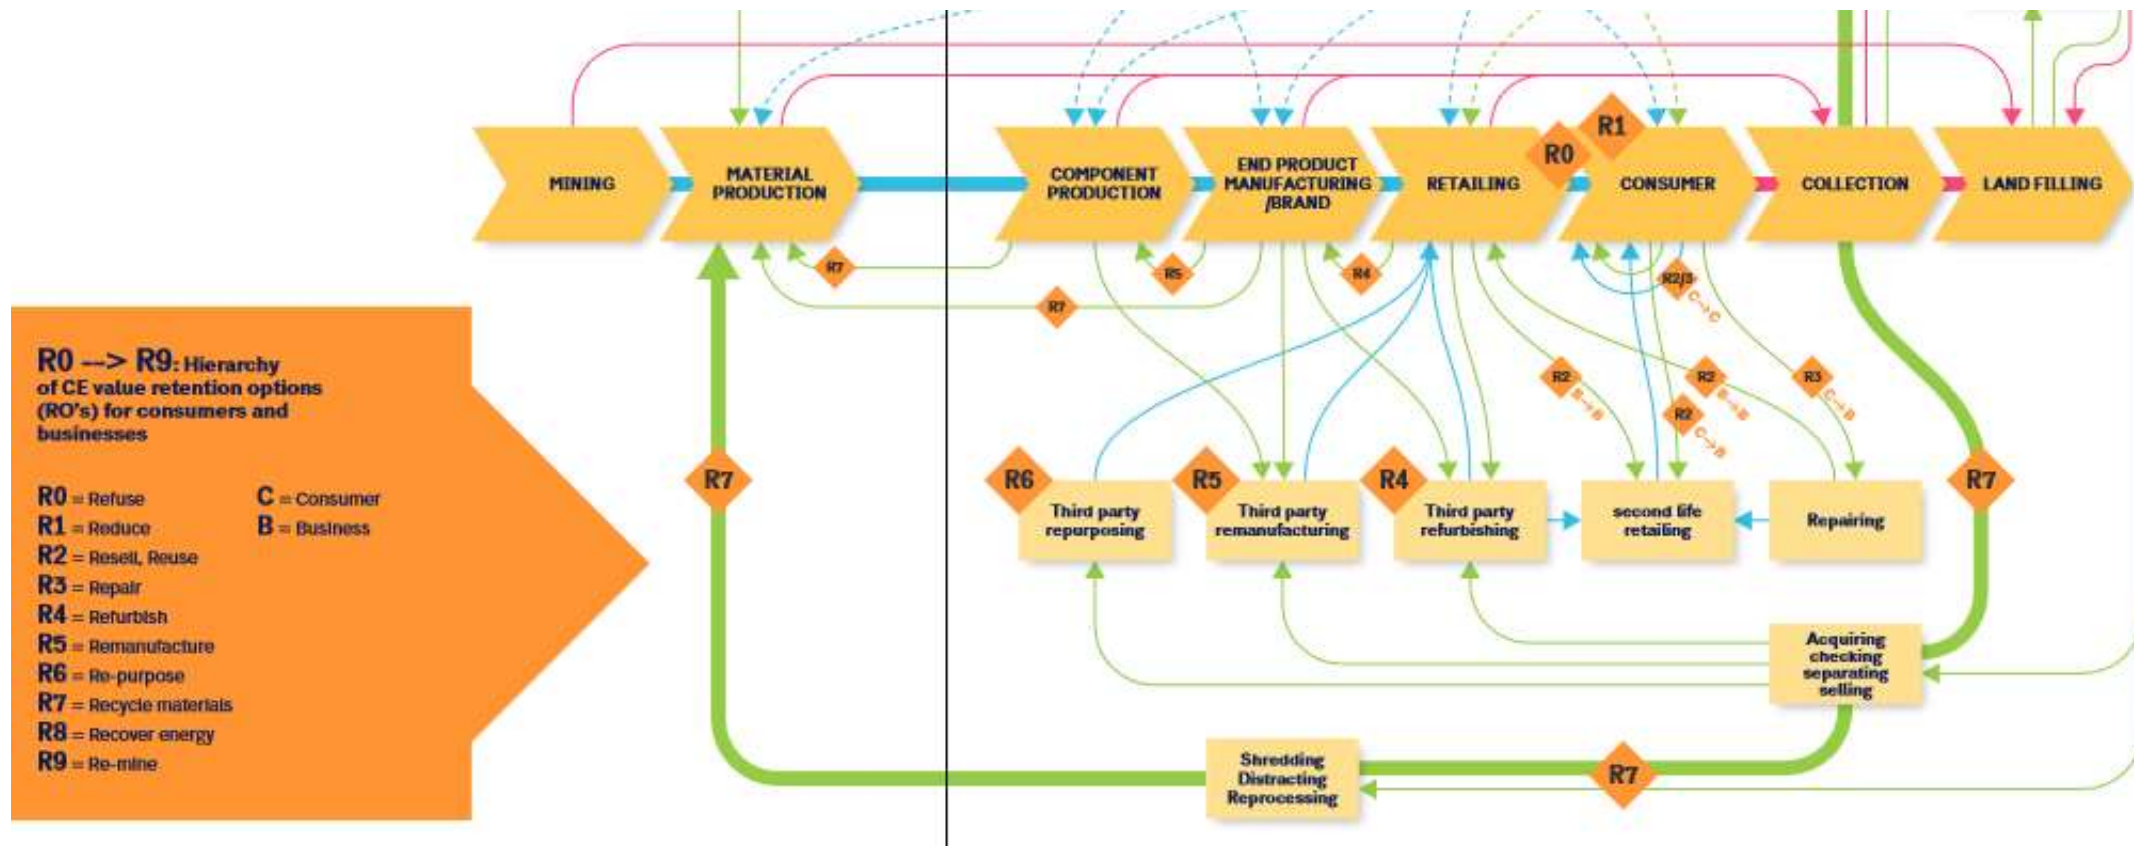 MINING
MATERIAL
PRODUCTION
COMPONENT
PRODUCTION
END PRODUCT
MANUFACTURING
/BRAND
RETAILING
R0
R1
CONSUMER
COLLECTION
LAND FILLING
R7
R5
R4
R2/3
C→C
R7
R0 --> R9: Hierarchy
of CE value retention options
(RO's) for consumers and
businesses
R0 = Refuse
R1 = Reduce
R2 = Resell, Reuse
R3 = Repair
R4 = Refurbish
R5 = Remanufacture
R6 = Re-purpose
R7 = Recycle materials
R8 = Recover energy
R9 = Re-mine
C = Consumer
B = Business
R2
B→B
R2
B→B
R3
C→B
R2
C→B
R7
R6
R5
R4
R7
Third party
repurposing
Third party
remanufacturing
Third party
refurbishing
second life
retailing
Repairing
Acquiring
checking
separating
selling
Shredding
Distracting
Reprocessing
R7